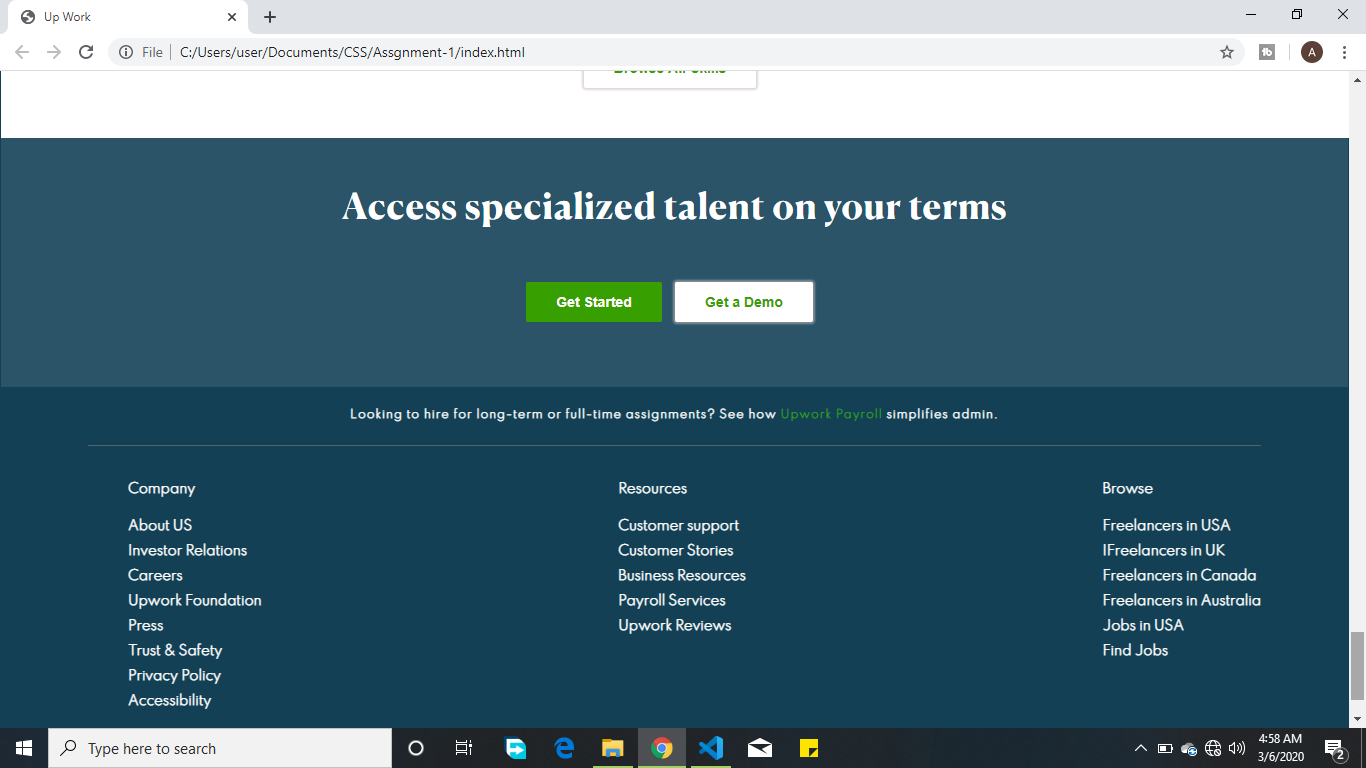 Up Work
File
C:/Users/user/Documents/CSS/Assgnment-1/index.html
A
Browse All Skills
Access specialized talent on your terms
Get Started
Get a Demo
Looking to hire for long-term or full-time assignments? See how Upwork Payroll simplifies admin.
Company
About US
Investor Relations
Careers
Upwork Foundation
Press
Trust & Safety
Privacy Policy
Accessibility
Resources
Customer support
Customer Stories
Business Resources
Payroll Services
Upwork Reviews
Browse
Freelancers in USA
IFreelancers in UK
Freelancers in Canada
Freelancers in Australia
Jobs in USA
Find Jobs
Type here to search
4:58 AM
3/6/2020
2